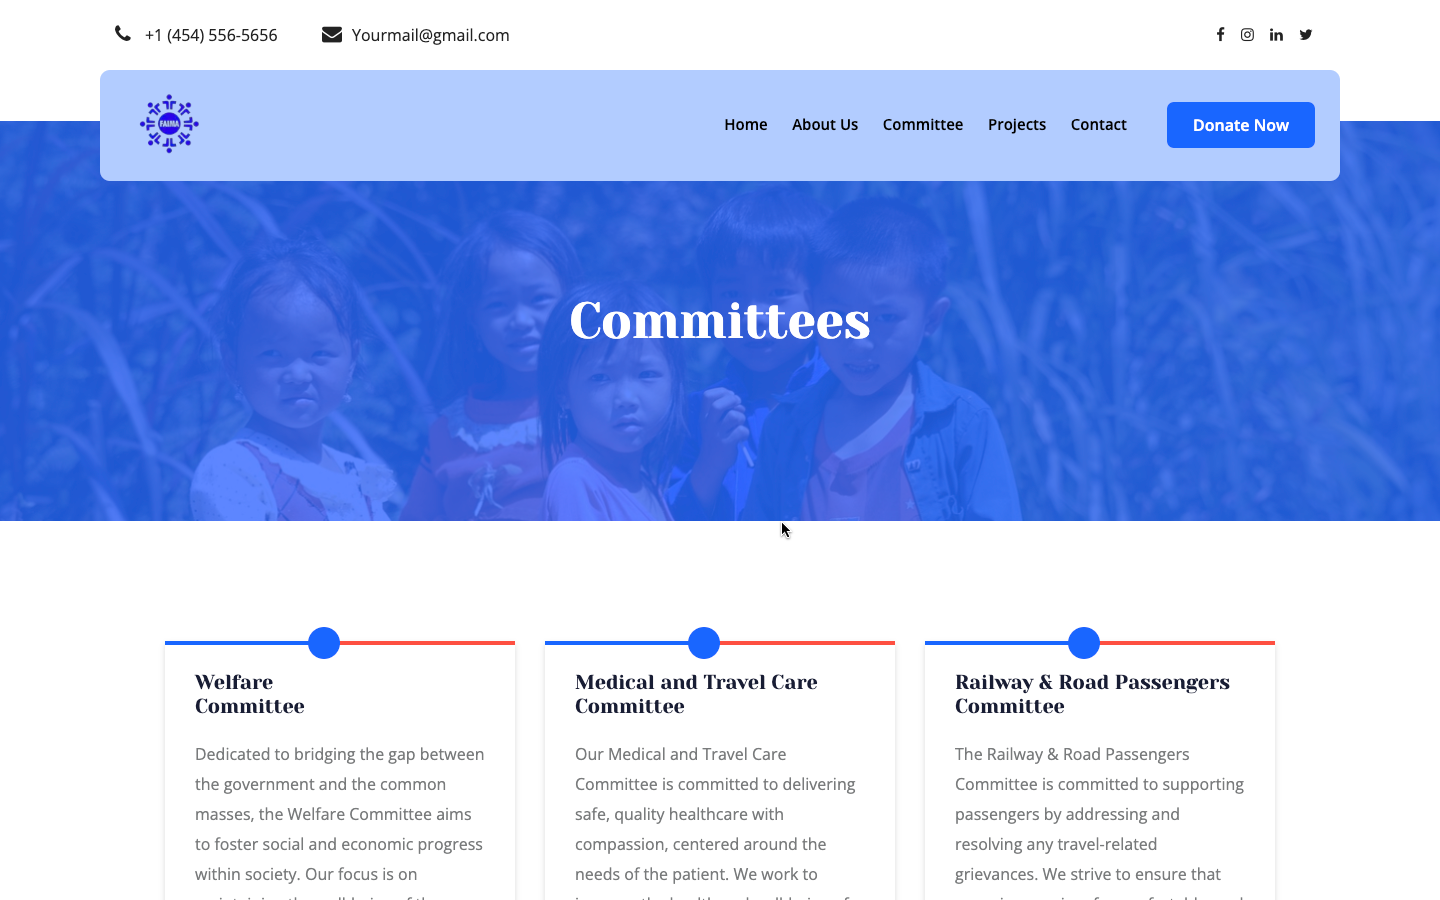 +1 (454) 556-5656
Yourmail@gmail.com
FAIMA
Home
About Us
Committee
Projects
Contact
Donate Now
Committees
Welfare
Committee
Dedicated to bridging the gap between
the government and the common
masses, the Welfare Committee aims
to foster social and economic progress
within society. Our focus is on
Medical and Travel Care
Committee
Our Medical and Travel Care
Committee is committed to delivering
safe, quality healthcare with
compassion, centered around the
needs of the patient. We work to
Railway & Road Passengers
Committee
The Railway & Road Passengers
Committee is committed to supporting
passengers by addressing and
resolving any travel-related
grievances. We strive to ensure that